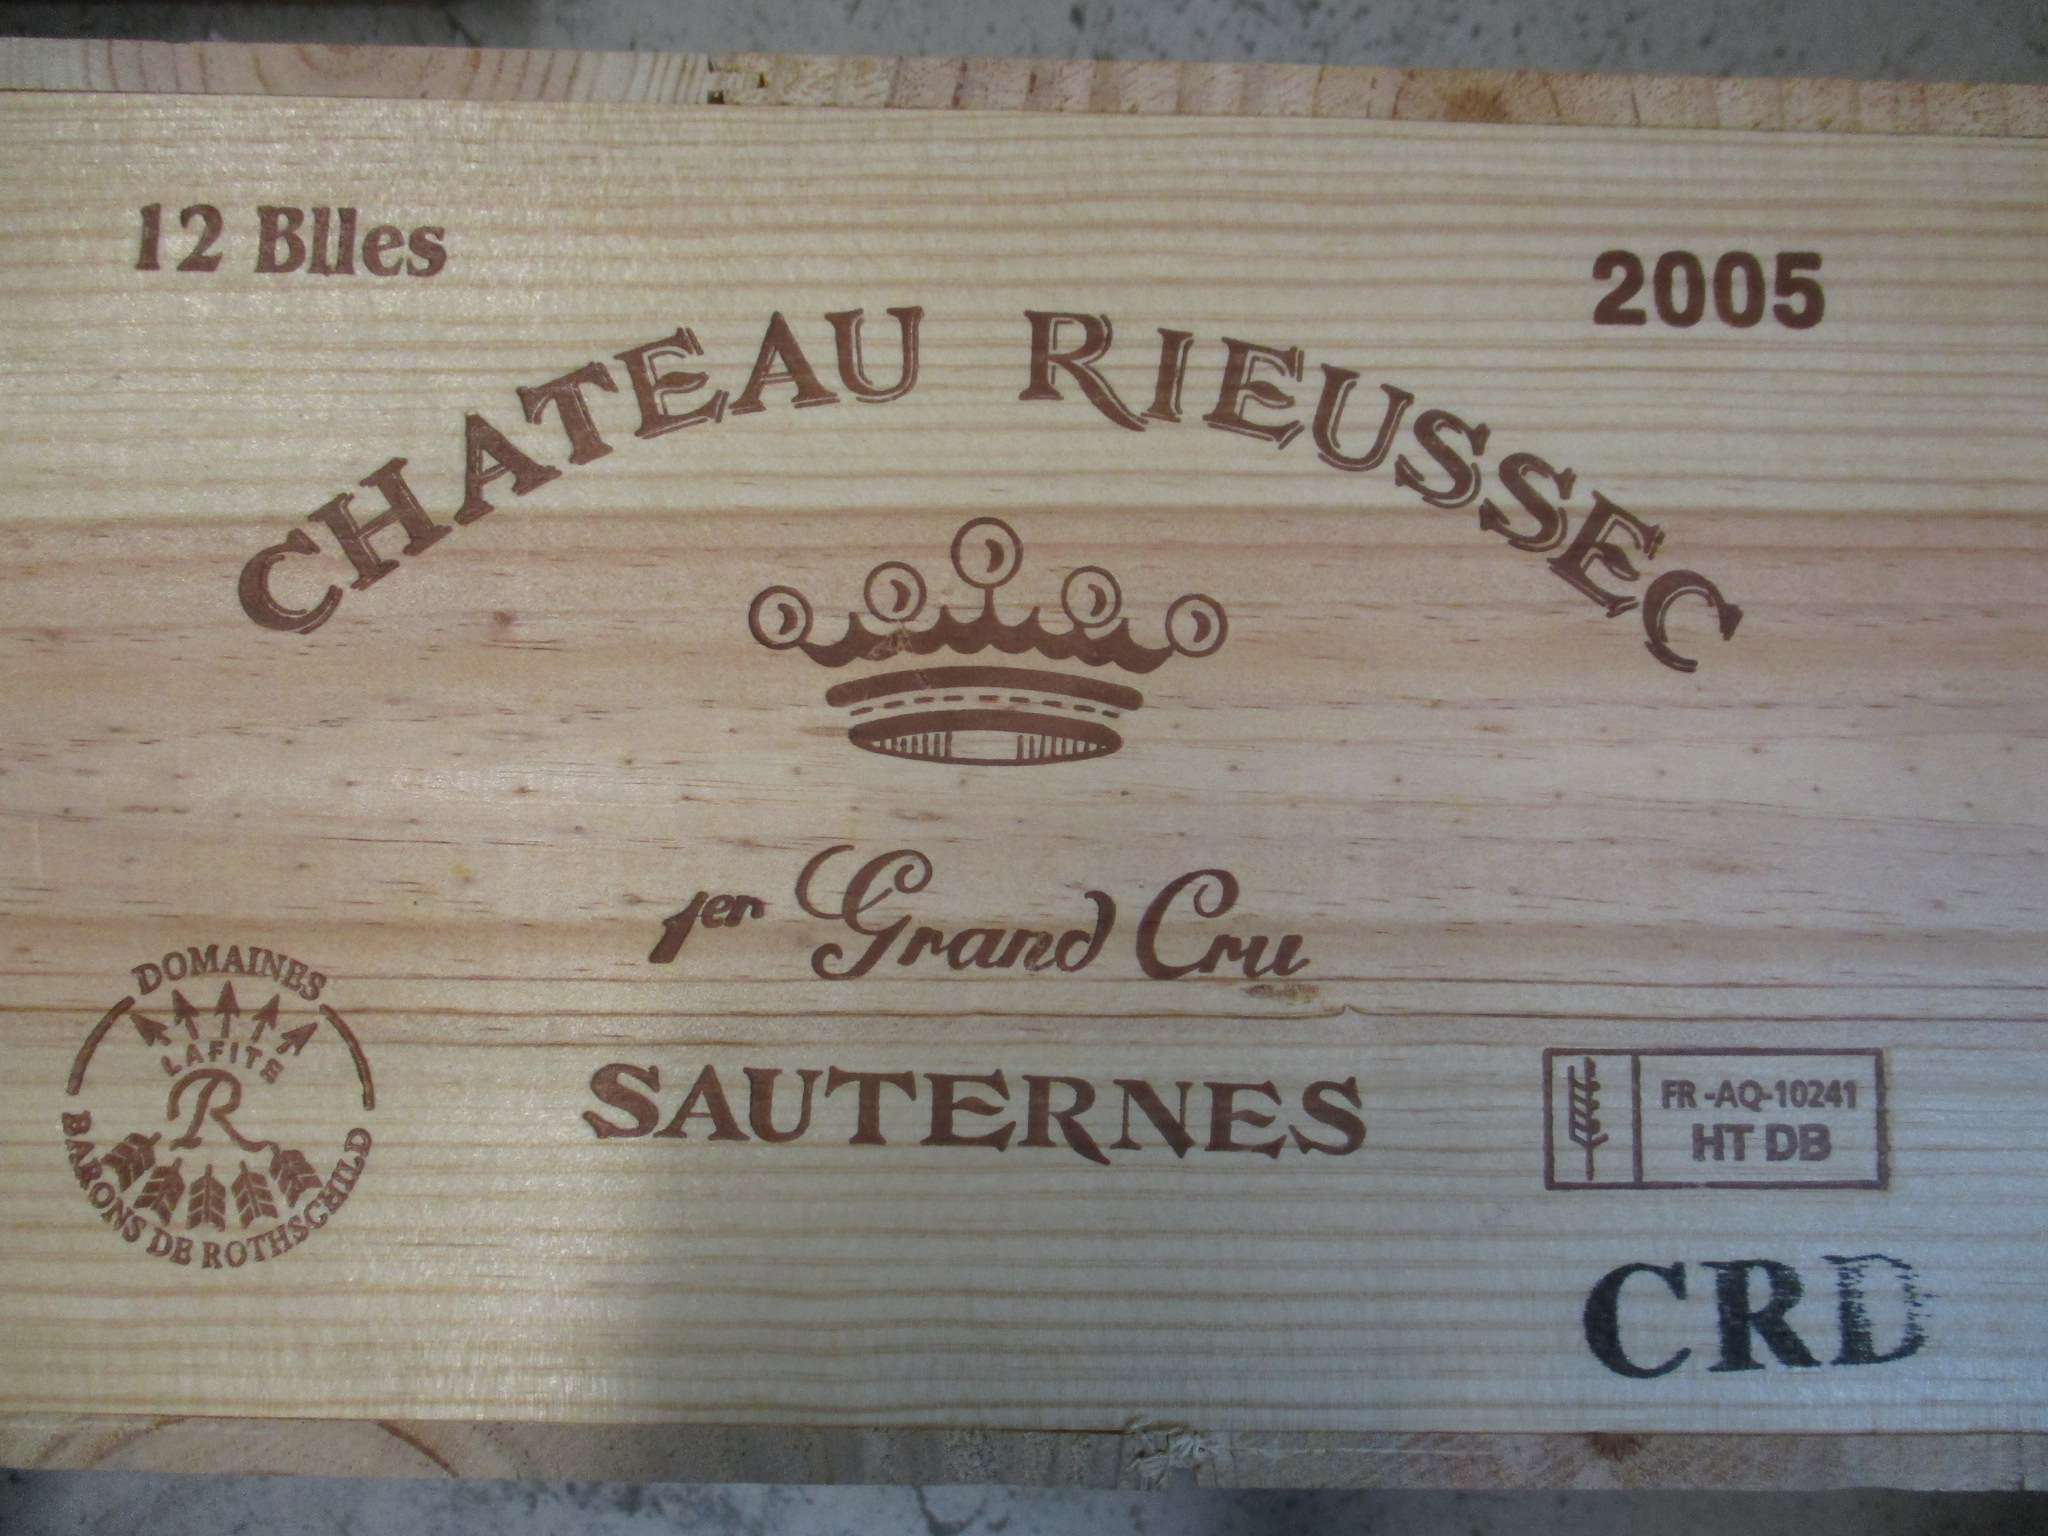 12 Blles
2005
CHATEAU RIEUSSEC
1er Grand Cru
SAUTERNES
DOMAINES
LAFITE
R
BARONS DE ROTHSCHILD
FR-AQ-10241
HT DB
CRD